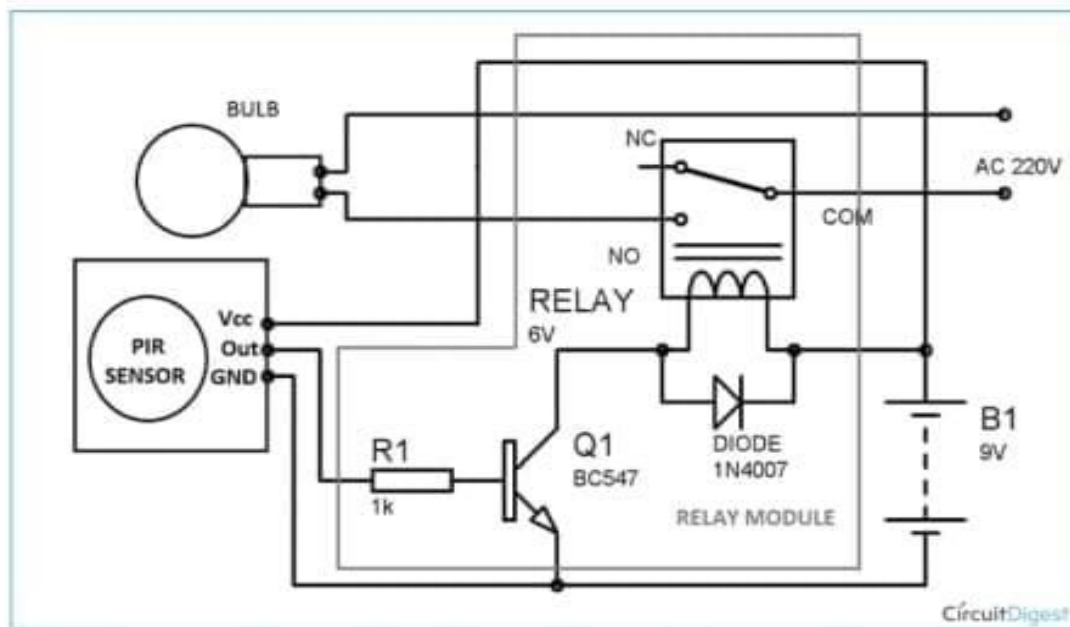 BULB
NC
AC 220V
COM
NO
RELAY
6V
Vcc
Out
GND
PIR
SENSOR
R1
1k
Q1
BC547
DIODE
1N4007
B1
9V
RELAY MODULE
CircuitDigest